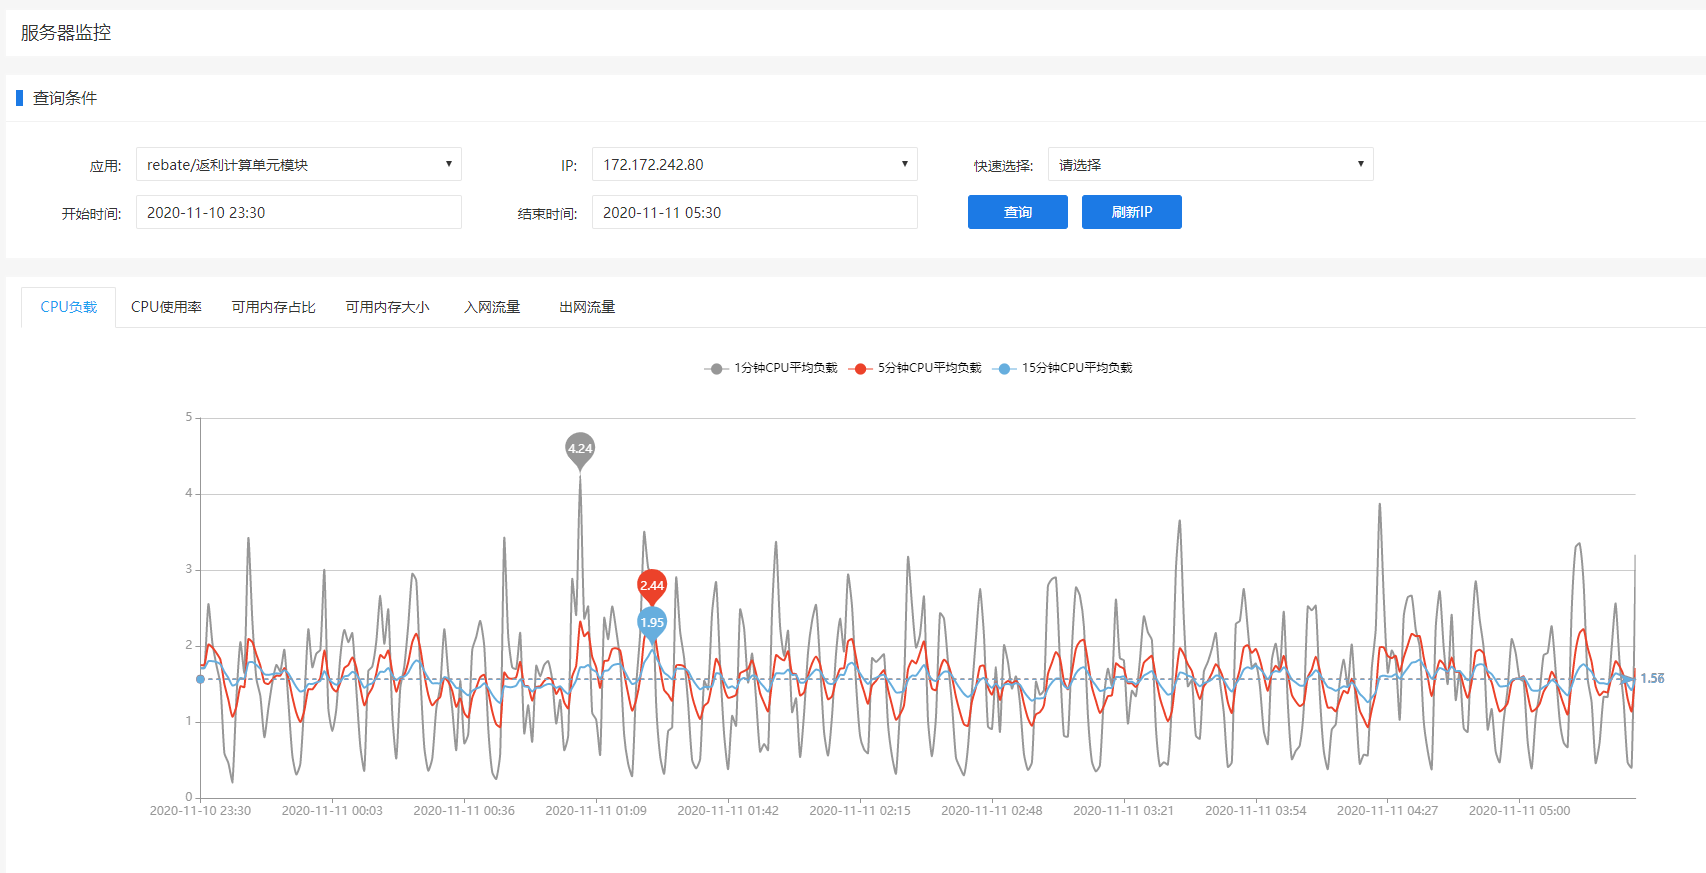 服务器监控
查询条件
应用: rebate/返利计算单元模块 IP: 172.172.242.80 快速选择: 请选择
开始时间: 2020-11-10 23:30 结束时间: 2020-11-11 05:30 查询 刷新IP
CPU负载 CPU使用率 可用内存占比 可用内存大小 入网流量 出网流量
1分钟CPU平均负载 5分钟CPU平均负载 15分钟CPU平均负载
5
4.24
4
3
2.44
1.95
2
1
0
2020-11-10 23:30 2020-11-11 00:03 2020-11-11 00:36 2020-11-11 01:09 2020-11-11 01:42 2020-11-11 02:15 2020-11-11 02:48 2020-11-11 03:21 2020-11-11 03:54 2020-11-11 04:27 2020-11-11 05:00